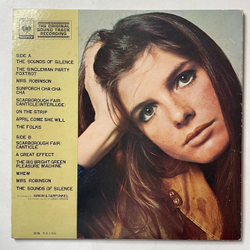 THE ORIGINAL
SOUND TRACK
RECORDING
SIDE A
THE SOUNDS OF SILENCE
THE SINGLEMAN PARTY
FOXTROT
MRS. ROBINSON
SUNPORCH CHA-CHA-
CHA
SCARBOROUGH FAIR/
CANTICLE/INTERLUDE
ON THE STRIP
APRIL COME SHE WILL
THE FOLKS
SIDE B
SCARBOROUGH FAIR/
CANTICLE
A GREAT EFFECT
THE BIG BRIGHT GREEN
PLEASURE MACHINE
WHEW
MRS. ROBINSON
THE SOUNDS OF SILENCE
SIMON & GARFUNKEL